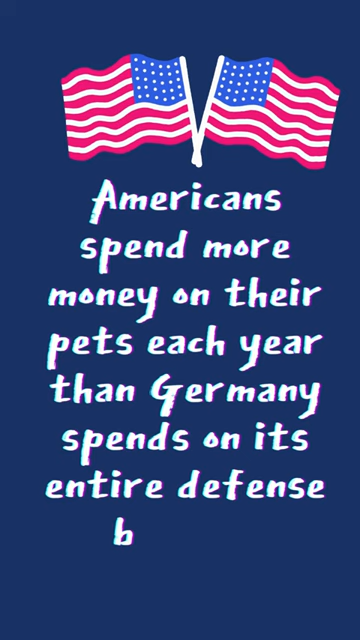 Americans
spend more
money on their
pets each year
than Germany
spends on its
entire defense
b